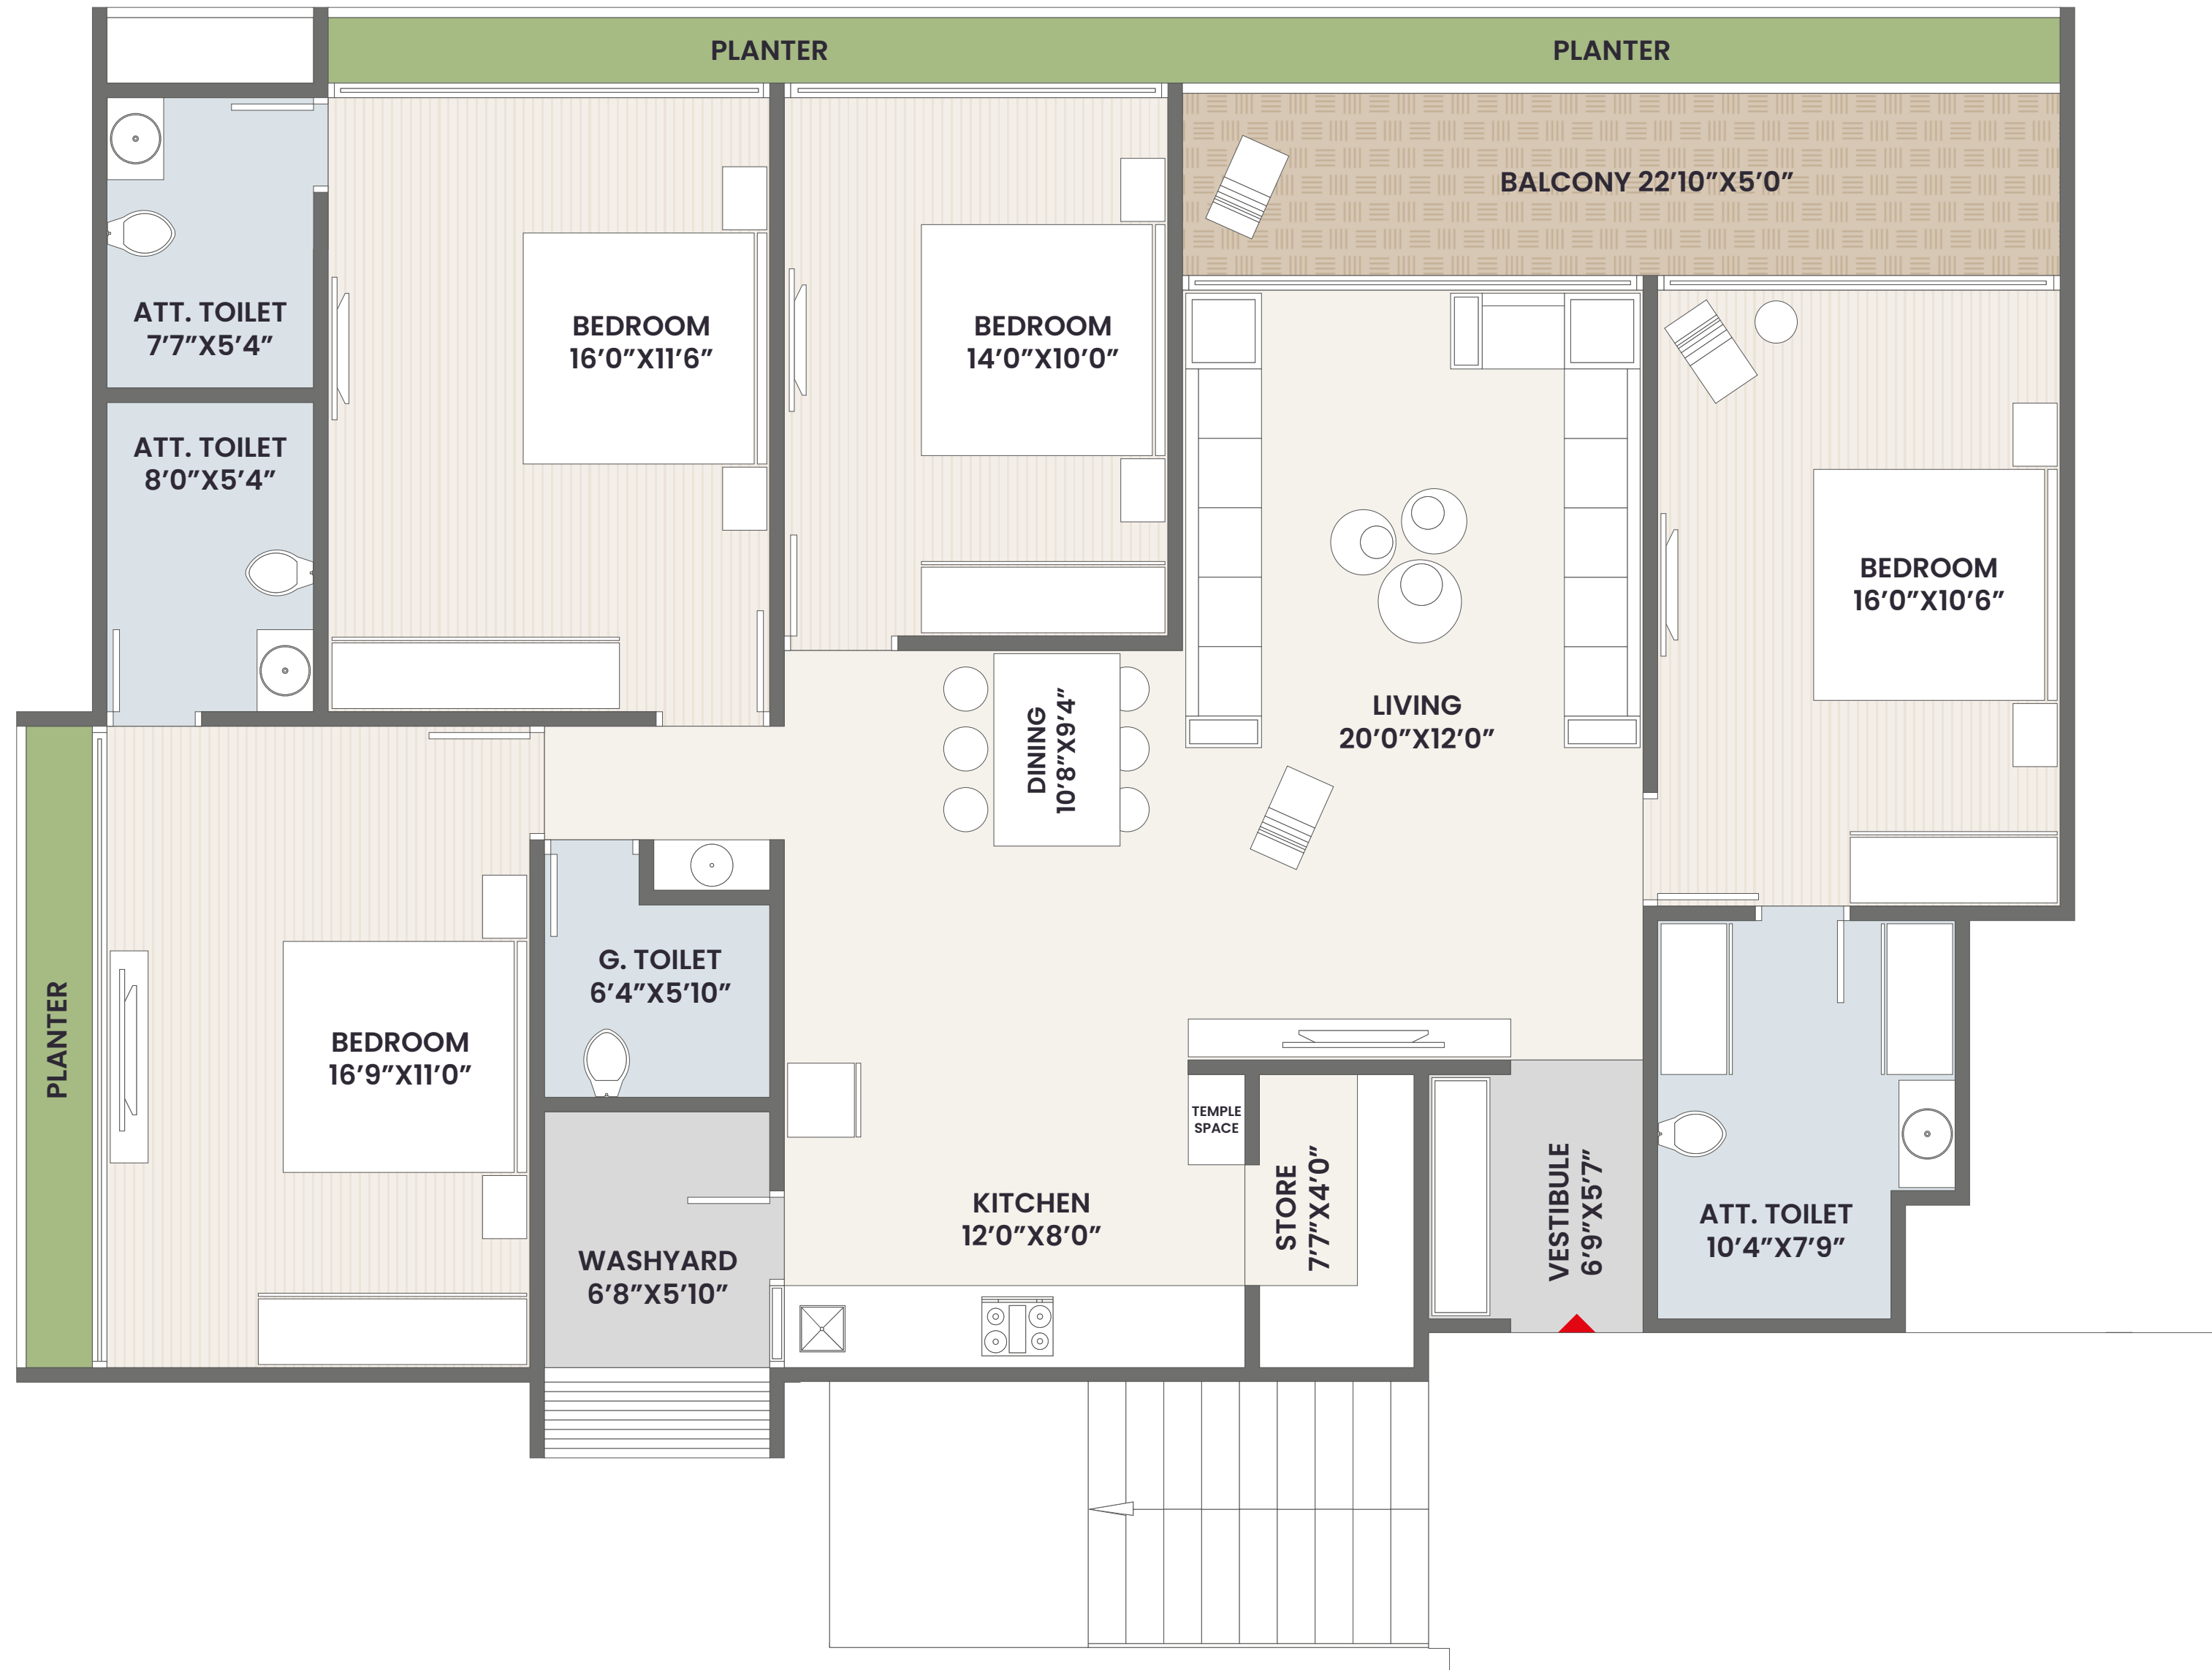 PLANTER
PLANTER
BALCONY 22’10”X5’0”
ATT. TOILET
7’7”X5’4”
BEDROOM
16’0”X11’6”
BEDROOM
14’0”X10’0”
ATT. TOILET
8’0”X5’4”
BEDROOM
16’0”X10’6”
LIVING
20’0”X12’0”
DINING
10’8”X9’4”
G. TOILET
6’4”X5’10”
PLANTER
BEDROOM
16’9”X11’0”
TEMPLE
SPACE
STORE
7’7”X4’0”
VESTIBULE
6’9”X5’7”
KITCHEN
12’0”X8’0”
ATT. TOILET
10’4”X7’9”
WASHYARD
6’8”X5’10”